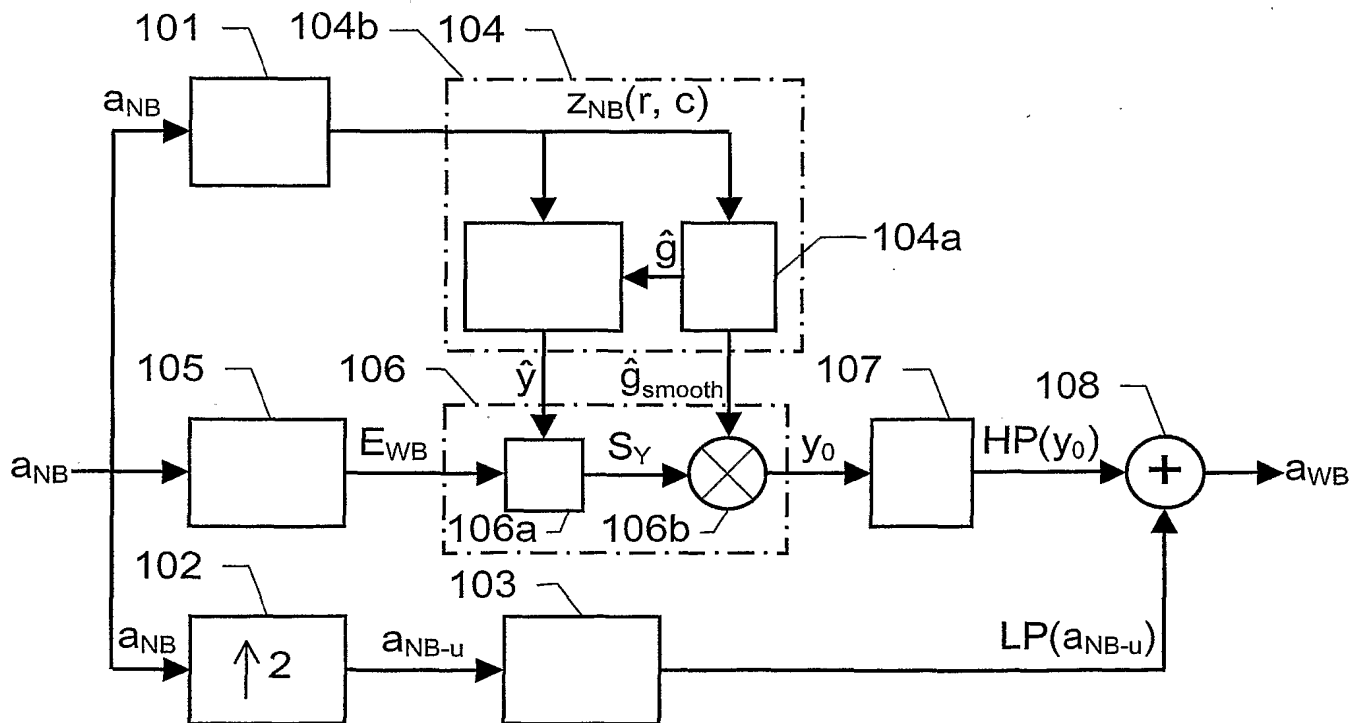 101
104b
104
a_NB
z_NB(r, c)
ĝ
104a
105
106
ŷ
ĝ_smooth
107
108
a_NB
E_WB
S_Y
y_0
HP(y_0)
+
a_WB
106a
106b
102
103
a_NB
↑2
a_NB-u
LP(a_NB-u)